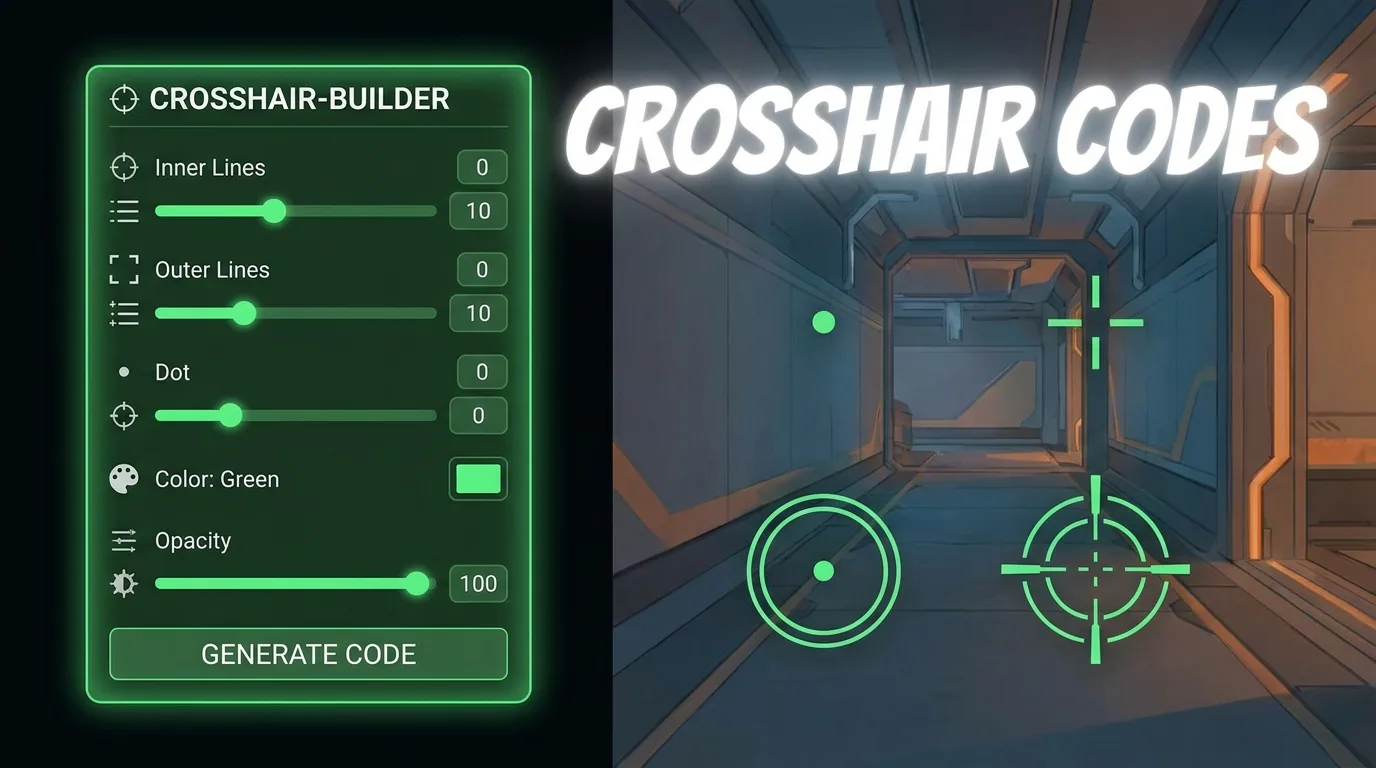 CROSSHAIR-BUILDER
Inner Lines 0
10
Outer Lines 0
10
Dot 0
0
Color: Green
Opacity
100
GENERATE CODE
CROSSHAIR CODES